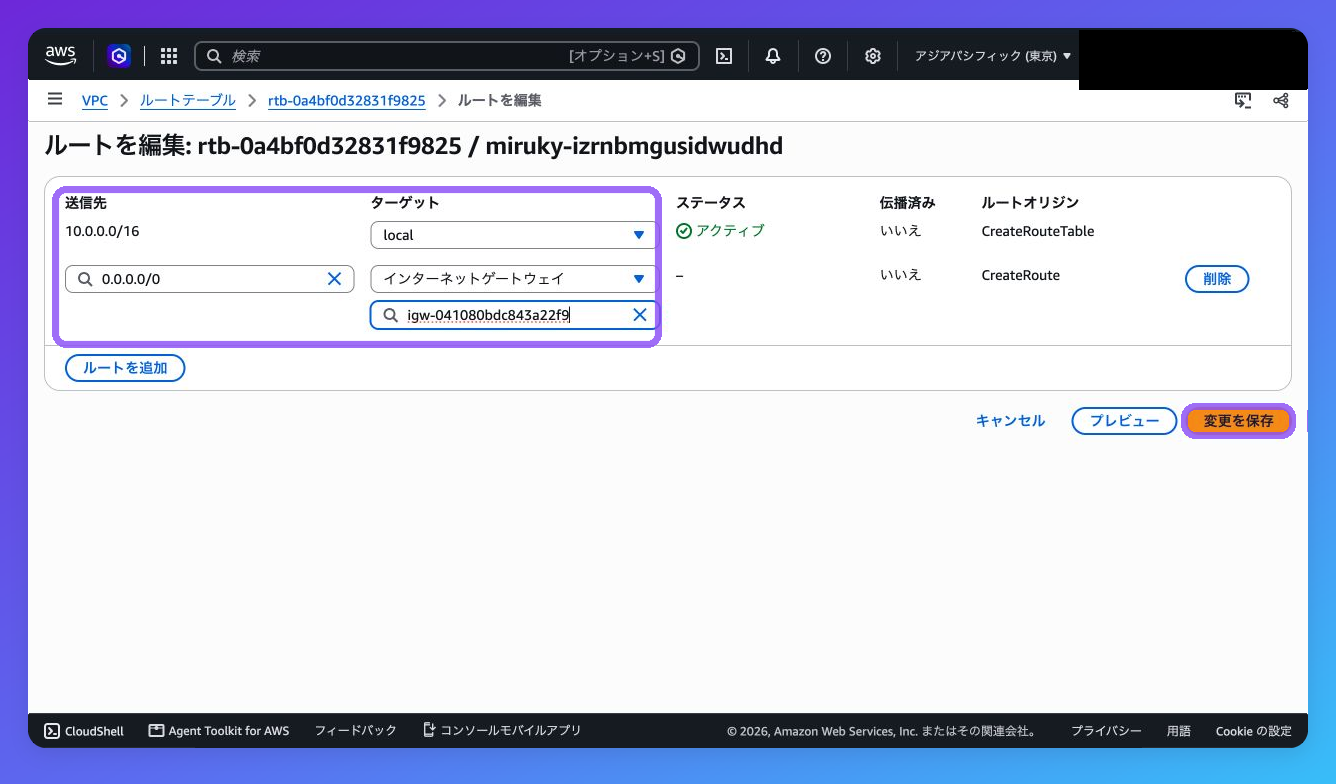 aws
検索 [オプション+S] アジアパシフィック (東京)
VPC ルートテーブル rtb-0a4bf0d32831f9825 ルートを編集
ルートを編集: rtb-0a4bf0d32831f9825 / miruky-izrnbmgusidwudhd
送信先 ターゲット ステータス 伝播済み ルートオリジン
10.0.0.0/16 local アクティブ いいえ CreateRouteTable
0.0.0.0/0 インターネットゲートウェイ – いいえ CreateRoute 削除
igw-041080bdc843a22f9
ルートを追加
キャンセル プレビュー 変更を保存
CloudShell Agent Toolkit for AWS フィードバック コンソールモバイルアプリ © 2026, Amazon Web Services, Inc. またはその関連会社。 プライバシー 用語 Cookie の設定